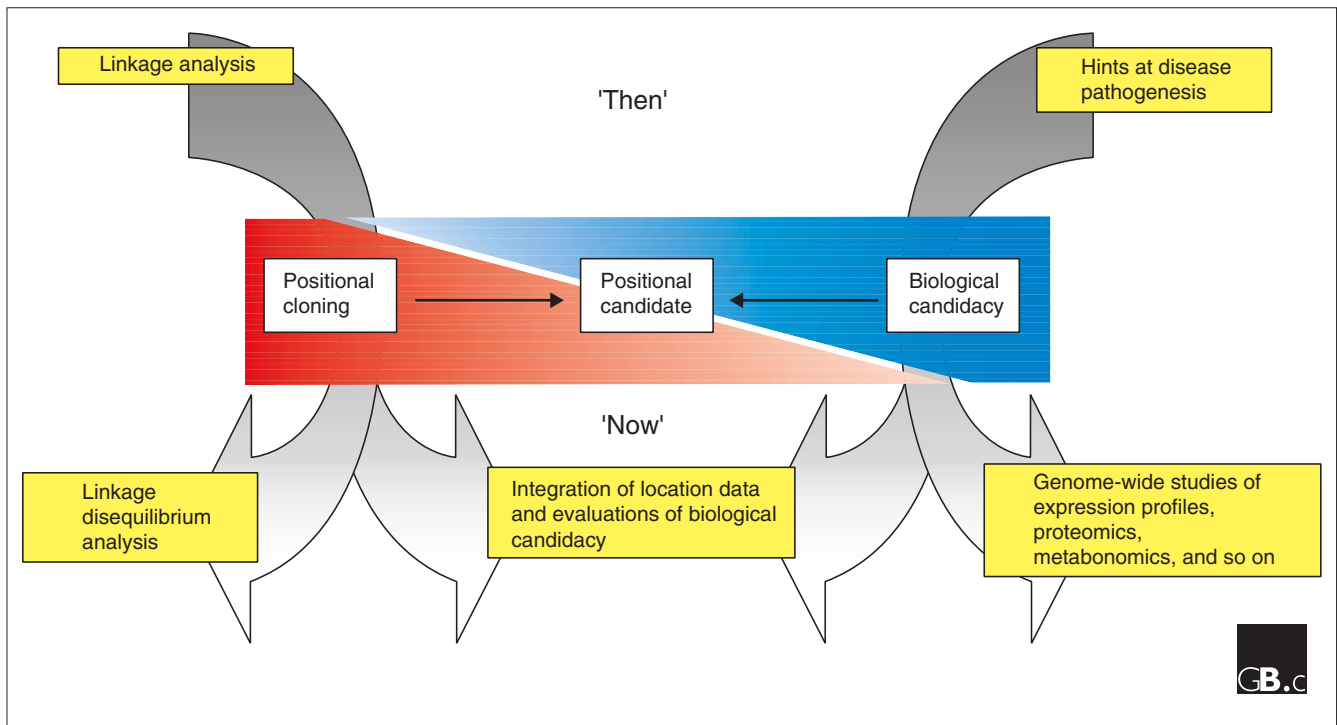 Linkage analysis
'Then'
Hints at disease
pathogenesis
Positional
cloning
Positional
candidate
Biological
candidacy
'Now'
Linkage
disequilibrium
analysis
Integration of location data
and evaluations of biological
candidacy
Genome-wide studies of
expression profiles,
proteomics,
metabonomics, and so on
GB.c